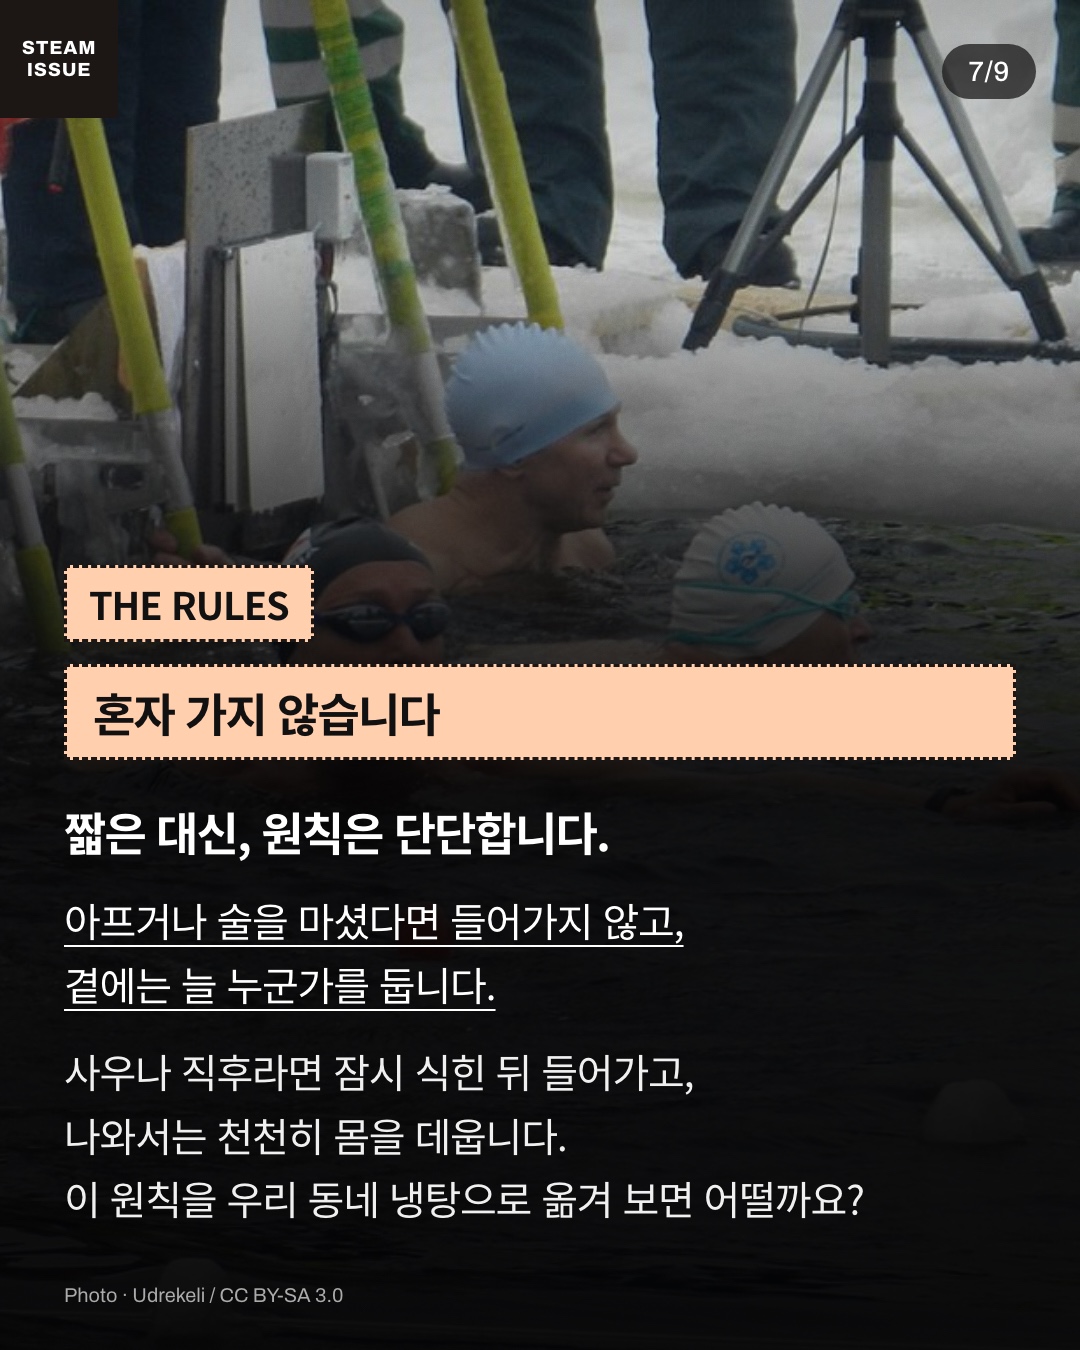 STEAM
ISSUE
7/9
THE RULES
혼자 가지 않습니다
짧은 대신, 원칙은 단단합니다.
아프거나 술을 마셨다면 들어가지 않고,
곁에는 늘 누군가를 둡니다.
사우나 직후라면 잠시 식힌 뒤 들어가고,
나와서는 천천히 몸을 데웁니다.
이 원칙을 우리 동네 냉탕으로 옮겨 보면 어떨까요?
Photo · Udrekeli / CC BY-SA 3.0